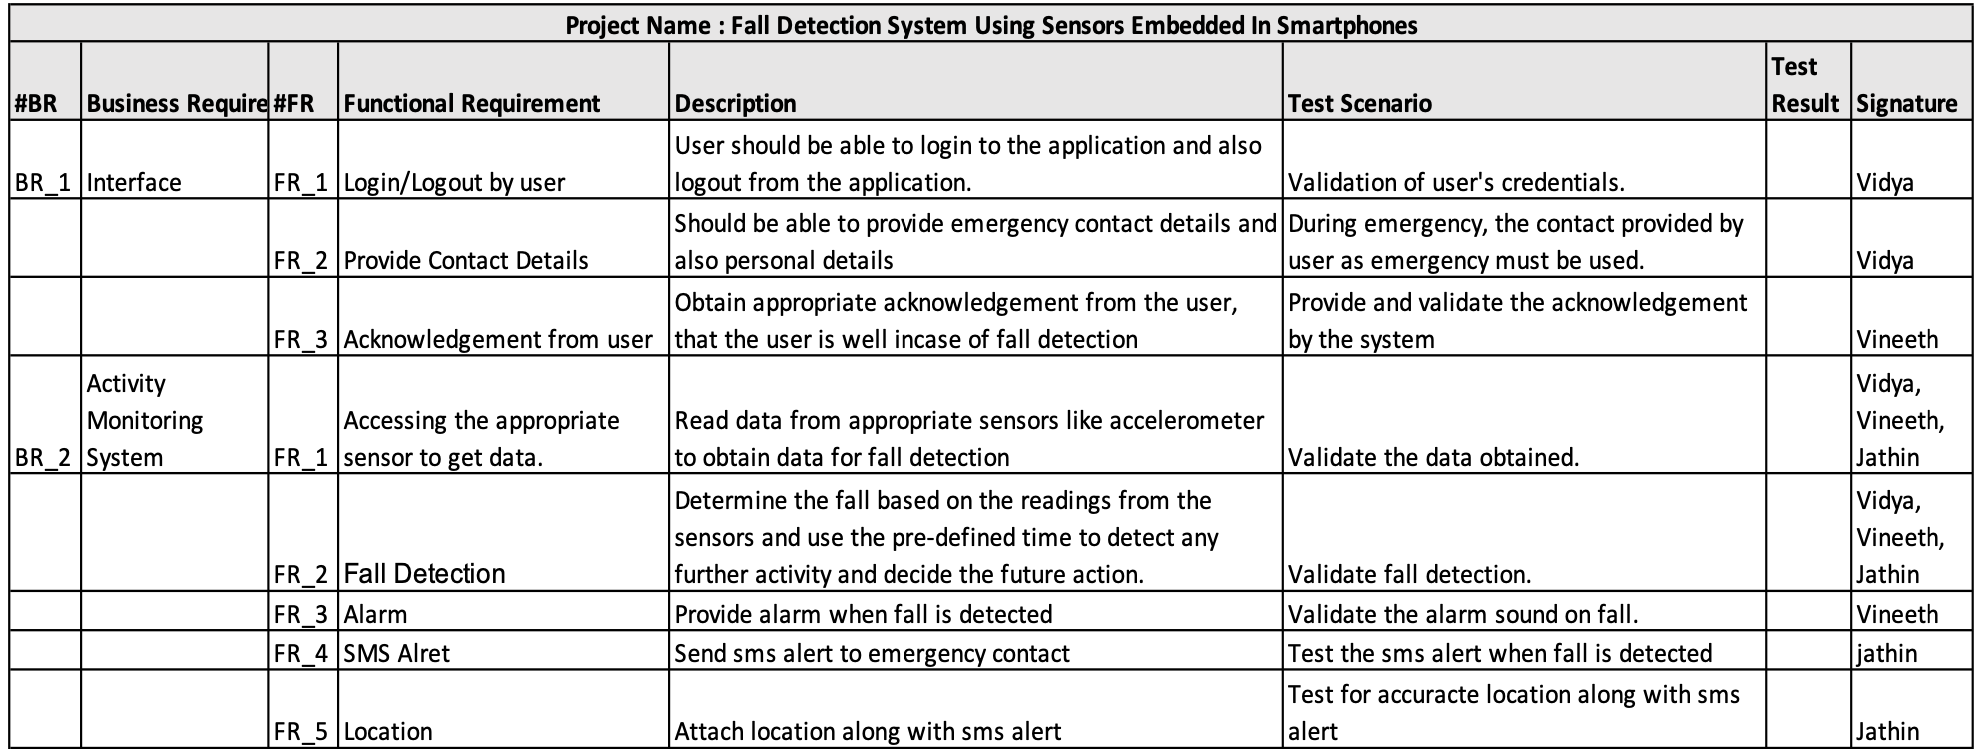 Project Name : Fall Detection System Using Sensors Embedded In Smartphones
#BR Business Require #FR Functional Requirement Description Test Scenario Test Result Signature
BR_1 Interface FR_1 Login/Logout by user User should be able to login to the application and also logout from the application. Validation of user's credentials. Vidya
FR_2 Provide Contact Details Should be able to provide emergency contact details and also personal details During emergency, the contact provided by user as emergency must be used. Vidya
FR_3 Acknowledgement from user Obtain appropriate acknowledgement from the user, that the user is well incase of fall detection Provide and validate the acknowledgement by the system Vineeth
BR_2 Activity Monitoring System FR_1 Accessing the appropriate sensor to get data. Read data from appropriate sensors like accelerometer to obtain data for fall detection Validate the data obtained. Vidya, Vineeth, Jathin
FR_2 Fall Detection Determine the fall based on the readings from the sensors and use the pre-defined time to detect any further activity and decide the future action. Validate fall detection. Vidya, Vineeth, Jathin
FR_3 Alarm Provide alarm when fall is detected Validate the alarm sound on fall. Vineeth
FR_4 SMS Alret Send sms alert to emergency contact Test the sms alert when fall is detected jathin
FR_5 Location Attach location along with sms alert Test for accuracte location along with sms alert Jathin